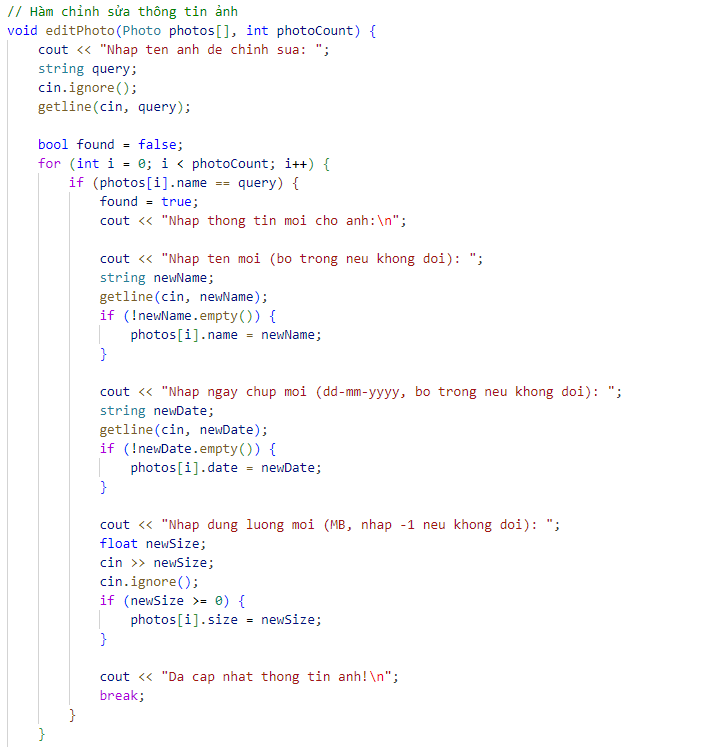 // Hàm chỉnh sửa thông tin ảnh
void editPhoto(Photo photos[], int photoCount) {
    cout << "Nhap ten anh de chinh sua: ";
    string query;
    cin.ignore();
    getline(cin, query);

    bool found = false;
    for (int i = 0; i < photoCount; i++) {
        if (photos[i].name == query) {
            found = true;
            cout << "Nhap thong tin moi cho anh:\n";

            cout << "Nhap ten moi (bo trong neu khong doi): ";
            string newName;
            getline(cin, newName);
            if (!newName.empty()) {
                photos[i].name = newName;
            }

            cout << "Nhap ngay chup moi (dd-mm-yyyy, bo trong neu khong doi): ";
            string newDate;
            getline(cin, newDate);
            if (!newDate.empty()) {
                photos[i].date = newDate;
            }

            cout << "Nhap dung luong moi (MB, nhap -1 neu khong doi): ";
            float newSize;
            cin >> newSize;
            cin.ignore();
            if (newSize >= 0) {
                photos[i].size = newSize;
            }

            cout << "Da cap nhat thong tin anh!\n";
            break;
        }
    }